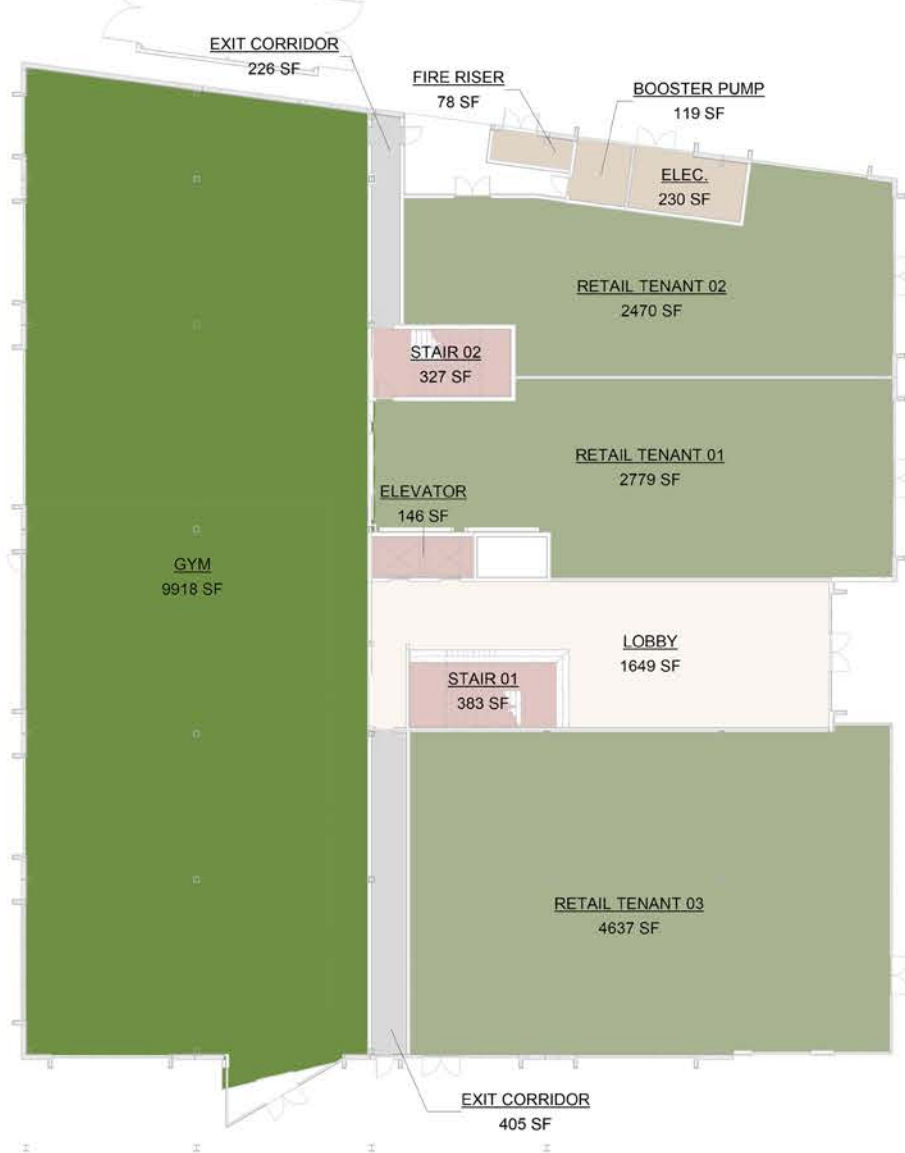 EXIT CORRIDOR
226 SF
FIRE RISER
78 SF
BOOSTER PUMP
119 SF
ELEC.
230 SF
RETAIL TENANT 02
2470 SF
STAIR 02
327 SF
RETAIL TENANT 01
2779 SF
ELEVATOR
146 SF
GYM
9918 SF
LOBBY
1649 SF
STAIR 01
383 SF
RETAIL TENANT 03
4637 SF
EXIT CORRIDOR
405 SF